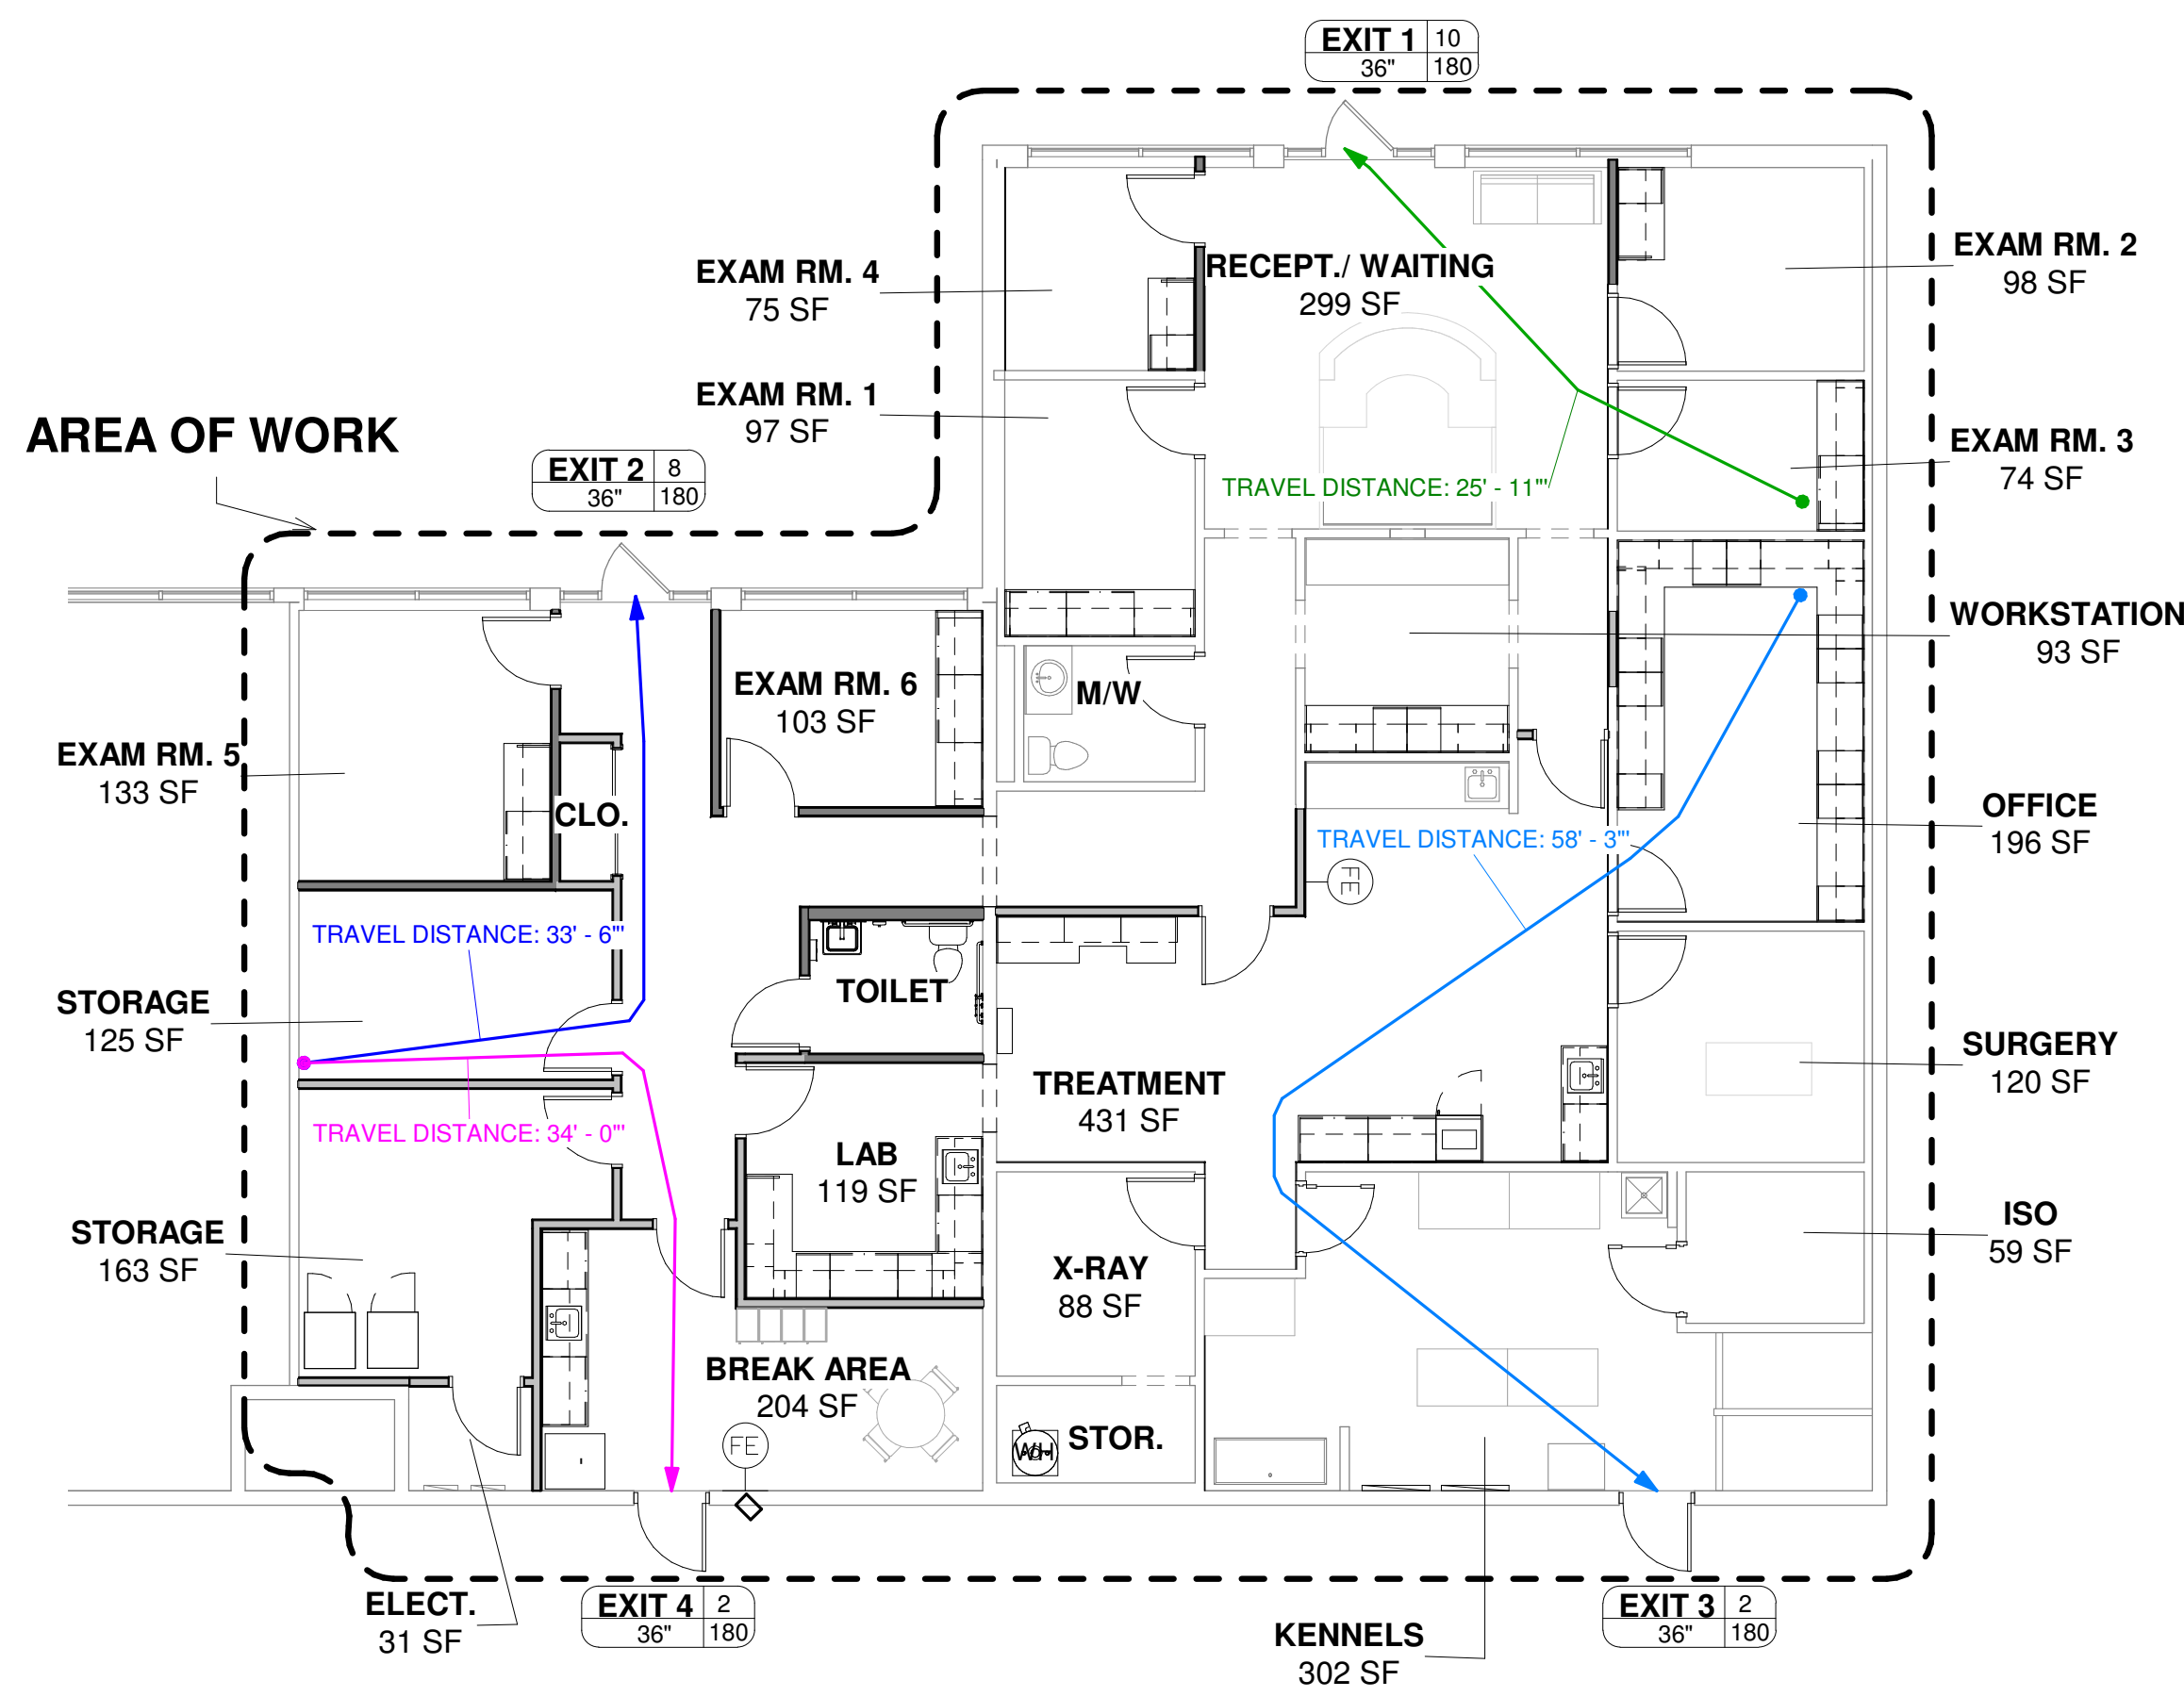 EXIT 1 10
36" 180
EXAM RM. 4
75 SF
RECEPT./ WAITING
299 SF
EXAM RM. 2
98 SF
EXAM RM. 1
97 SF
AREA OF WORK
EXIT 2 8
36" 180
TRAVEL DISTANCE: 25' - 11"'
EXAM RM. 3
74 SF
WORKSTATION
93 SF
EXAM RM. 6
103 SF
M/W
EXAM RM. 5
133 SF
CLO.
TRAVEL DISTANCE: 58' - 3"'
FE
OFFICE
196 SF
TRAVEL DISTANCE: 33' - 6"'
TOILET
STORAGE
125 SF
TREATMENT
431 SF
SURGERY
120 SF
TRAVEL DISTANCE: 34' - 0"'
LAB
119 SF
STORAGE
163 SF
X-RAY
88 SF
ISO
59 SF
BREAK AREA
204 SF
FE
WH
STOR.
ELECT.
31 SF
EXIT 4 2
36" 180
KENNELS
302 SF
EXIT 3 2
36" 180